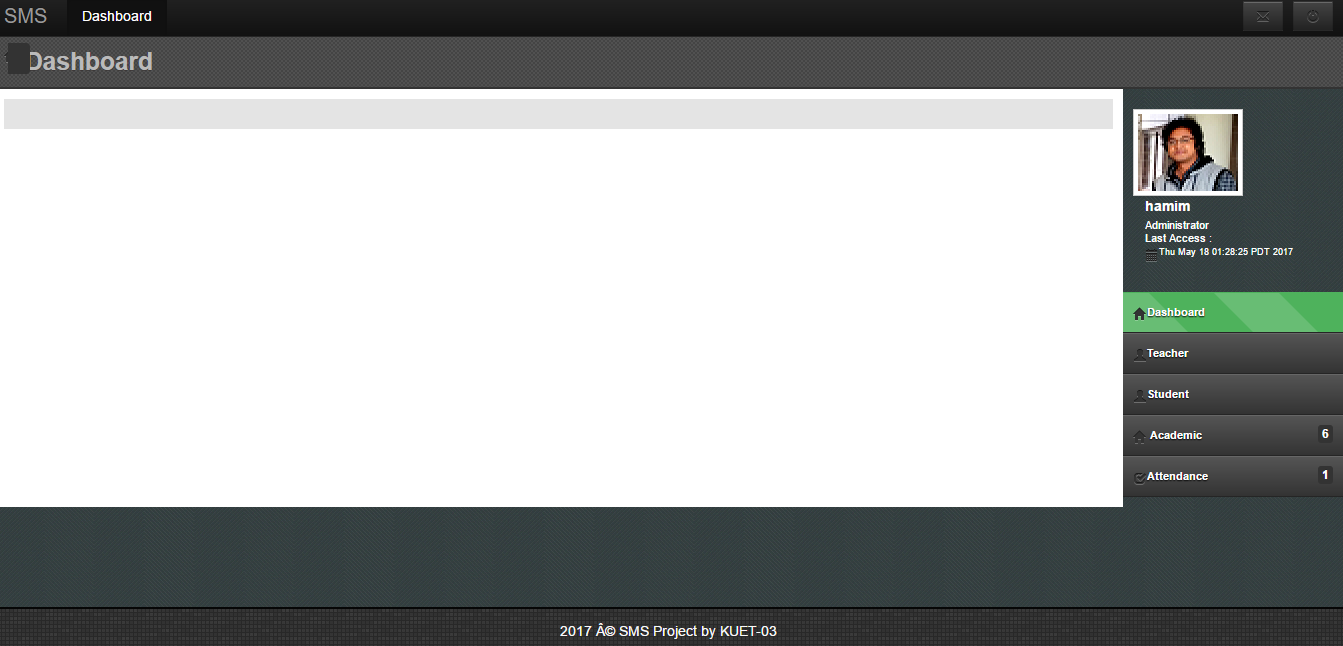 SMS Dashboard
Dashboard
hamim
Administrator
Last Access :
Thu May 18 01:28:25 PDT 2017
Dashboard
Teacher
Student
Academic 6
Attendance 1
2017 Â© SMS Project by KUET-03